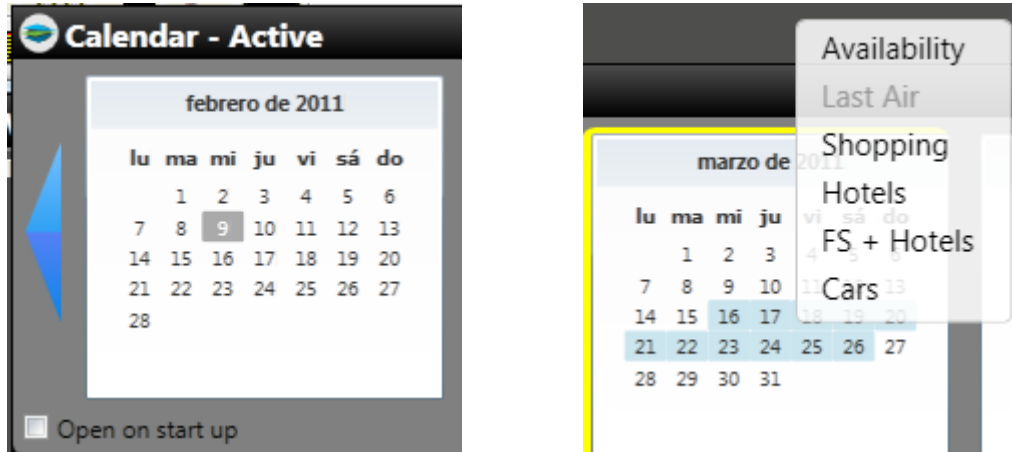 Calendar - Active
febrero de 2011
lu ma mi ju vi sá do
1 2 3 4 5 6
7 8 9 10 11 12 13
14 15 16 17 18 19 20
21 22 23 24 25 26 27
28
Open on start up
Availability
Last Air
Shopping
Hotels
FS + Hotels
Cars
marzo de 2011
lu ma mi ju vi sá do
1 2 3 4 5 6
7 8 9 10 11 12 13
14 15 16 17 18 19 20
21 22 23 24 25 26 27
28 29 30 31